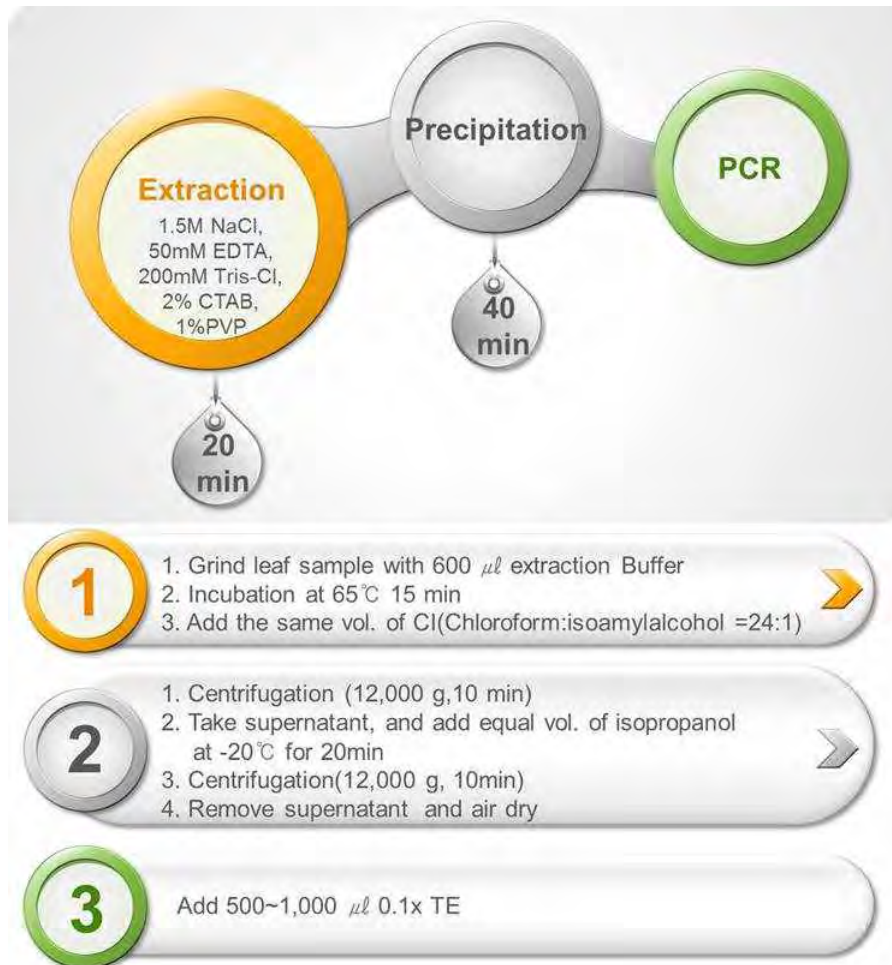 Extraction
1.5M NaCl,
50mM EDTA,
200mM Tris-Cl,
2% CTAB,
1%PVP
Precipitation
PCR
20
min
40
min
1
1. Grind leaf sample with 600 μℓ extraction Buffer
2. Incubation at 65℃ 15 min
3. Add the same vol. of CI(Chloroform:isoamylalcohol =24:1)
2
1. Centrifugation (12,000 g,10 min)
2. Take supernatant, and add equal vol. of isopropanol
at -20℃ for 20min
3. Centrifugation(12,000 g, 10min)
4. Remove supernatant and air dry
3
Add 500~1,000 μℓ 0.1x TE